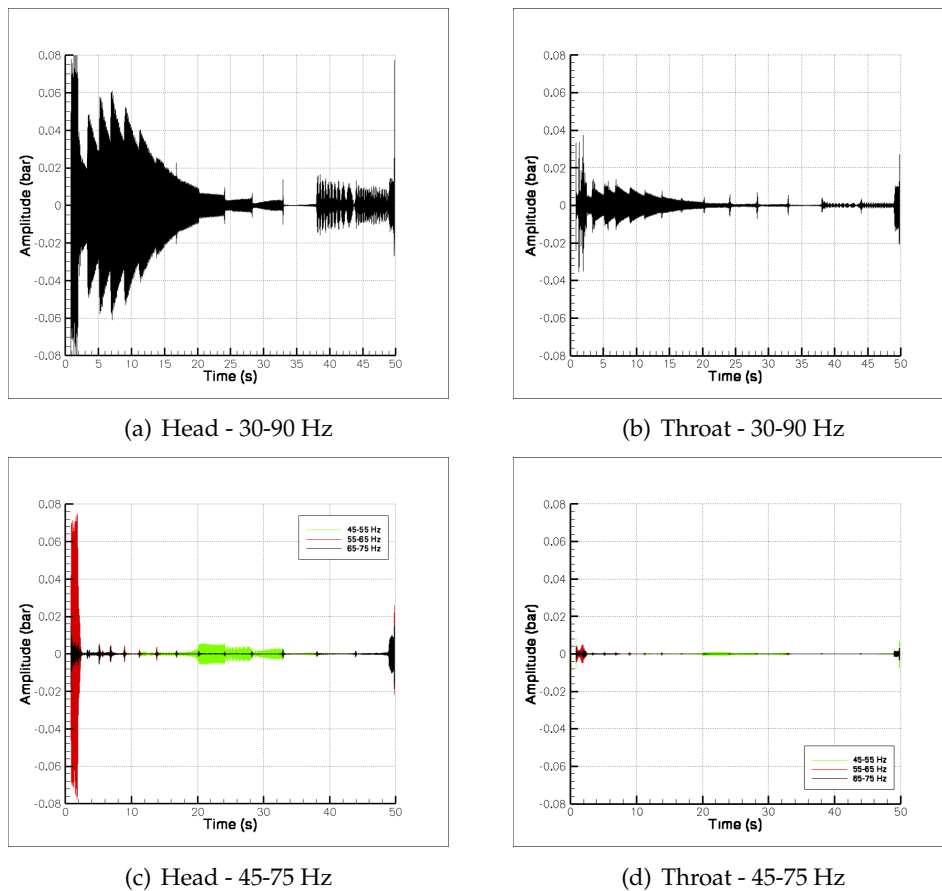 0.08
0.06
0.04
0.02
0
-0.02
-0.04
-0.06
-0.08
Amplitude (bar)
0 5 10 15 20 25 30 35 40 45 50
Time (s)
(a) Head - 30-90 Hz
0.08
0.06
0.04
0.02
0
-0.02
-0.04
-0.06
-0.08
Amplitude (bar)
0 5 10 15 20 25 30 35 40 45 50
Time (s)
(b) Throat - 30-90 Hz
0.08
0.06
0.04
0.02
0
-0.02
-0.04
-0.06
-0.08
Amplitude (bar)
45-55 Hz
55-65 Hz
65-75 Hz
0 10 20 30 40 50
Time (s)
(c) Head - 45-75 Hz
0.08
0.06
0.04
0.02
0
-0.02
-0.04
-0.06
-0.08
Amplitude (bar)
45-55 Hz
55-65 Hz
65-75 Hz
0 10 20 30 40 50
Time (s)
(d) Throat - 45-75 Hz